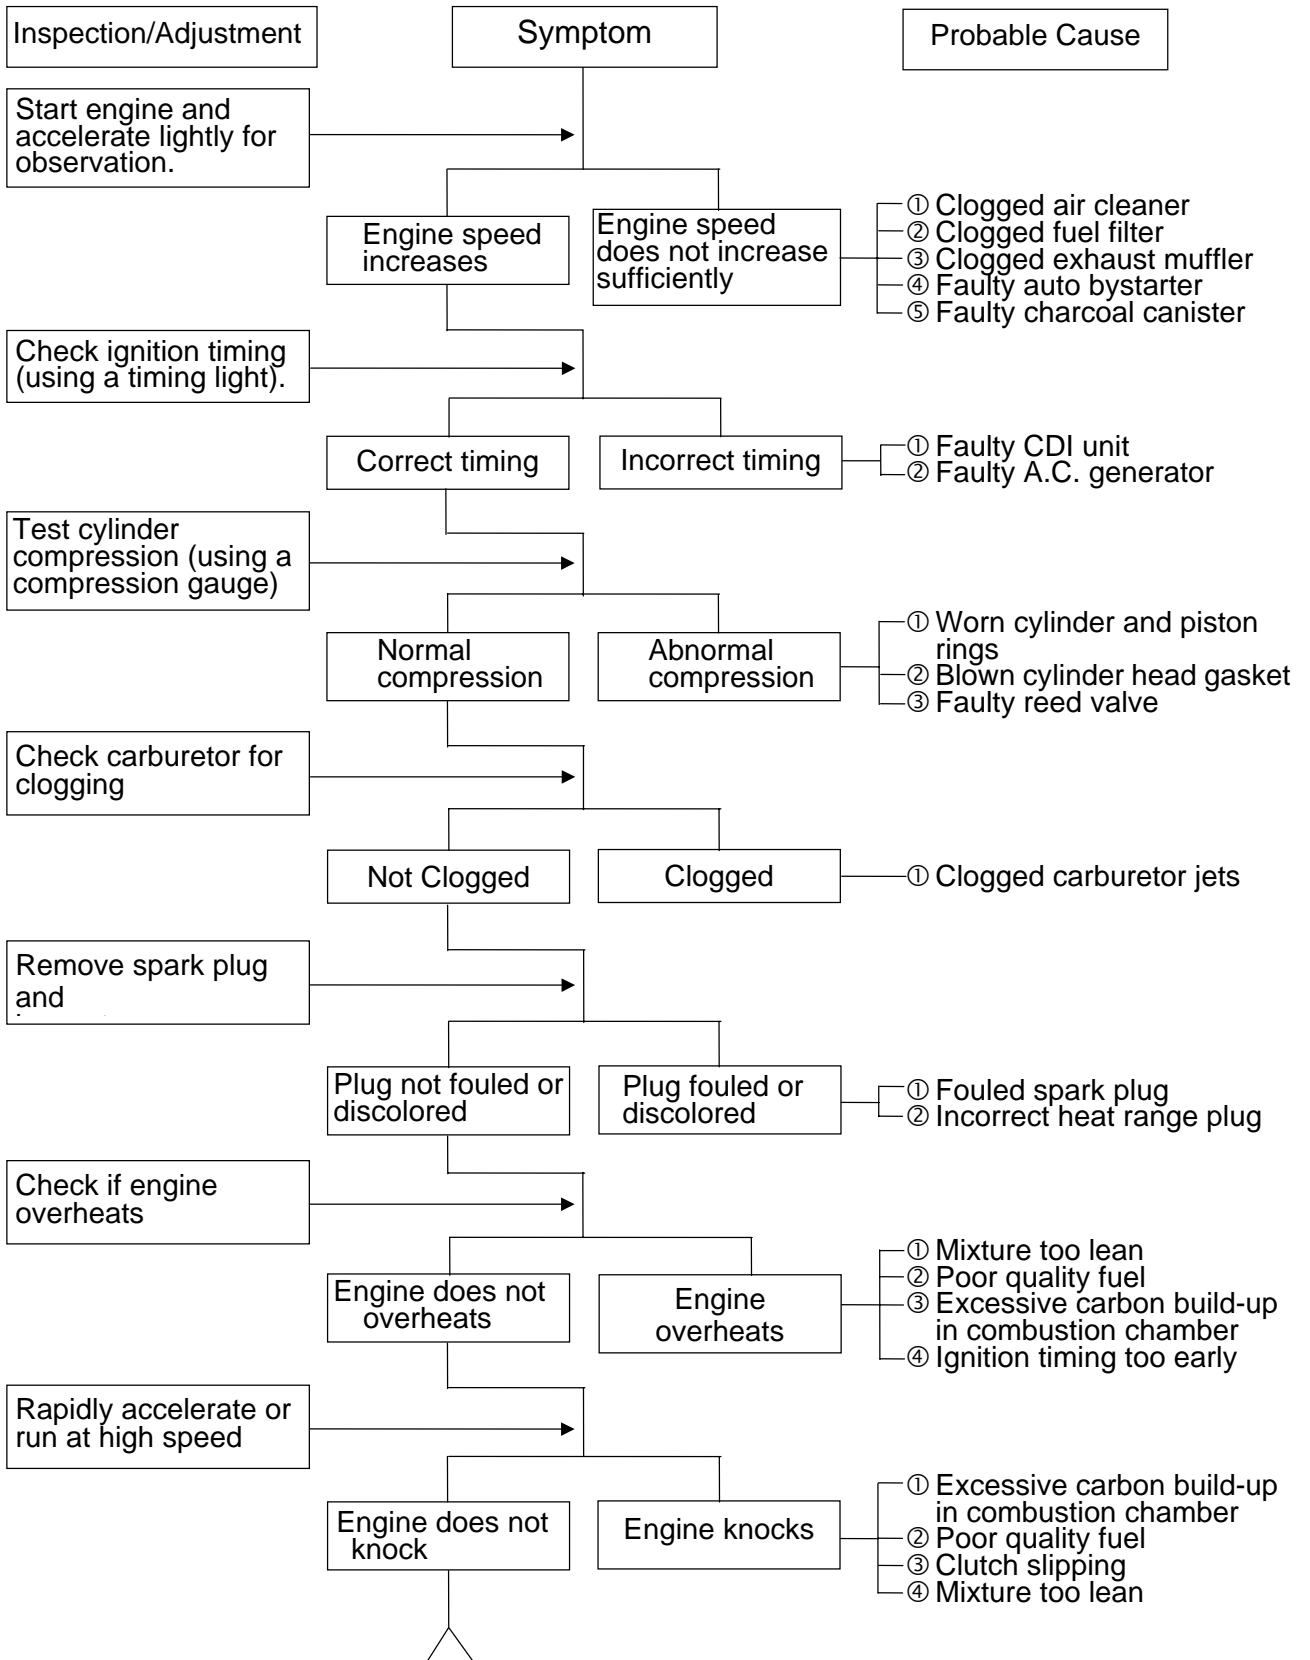 Inspection/Adjustment
Symptom
Probable Cause
Start engine and
accelerate lightly for
observation.
Engine speed
increases
Engine speed
does not increase
sufficiently
① Clogged air cleaner
② Clogged fuel filter
③ Clogged exhaust muffler
④ Faulty auto bystarter
⑤ Faulty charcoal canister
Check ignition timing
(using a timing light).
Correct timing
Incorrect timing
① Faulty CDI unit
② Faulty A.C. generator
Test cylinder
compression (using a
compression gauge)
Normal
compression
Abnormal
compression
① Worn cylinder and piston
rings
② Blown cylinder head gasket
③ Faulty reed valve
Check carburetor for
clogging
Not Clogged
Clogged
① Clogged carburetor jets
Remove spark plug
and
Plug not fouled or
discolored
Plug fouled or
discolored
① Fouled spark plug
② Incorrect heat range plug
Check if engine
overheats
Engine does not
overheats
Engine
overheats
① Mixture too lean
② Poor quality fuel
③ Excessive carbon build-up
in combustion chamber
④ Ignition timing too early
Rapidly accelerate or
run at high speed
Engine does not
knock
Engine knocks
① Excessive carbon build-up
in combustion chamber
② Poor quality fuel
③ Clutch slipping
④ Mixture too lean